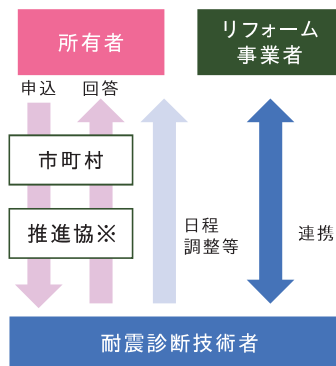 所有者
リフォーム
事業者
申込
回答
市町村
推進協※
日程
調整等
連携
耐震診断技術者